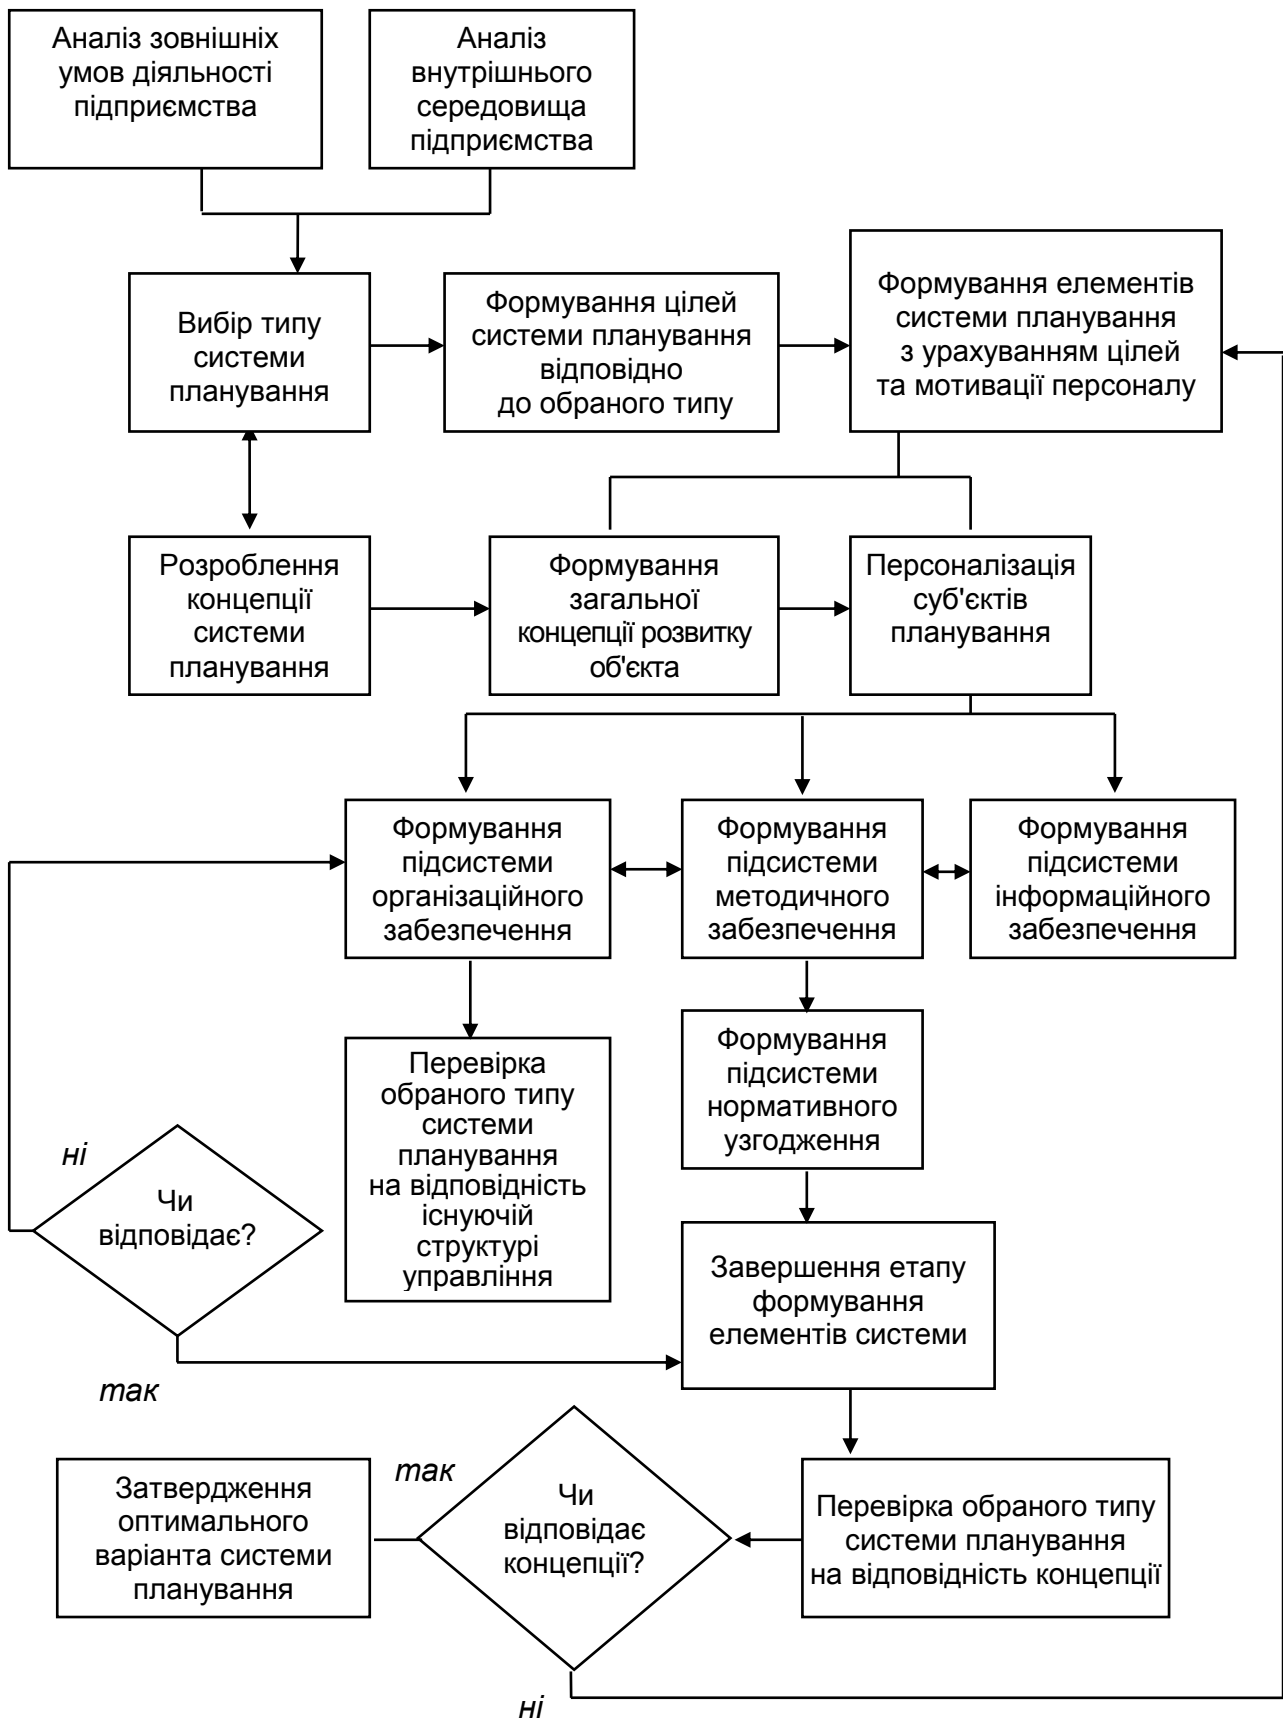 Аналіз зовнішніх
умов діяльності
підприємства
Аналіз
внутрішнього
середовища
підприємства
Вибір типу
системи
планування
Формування цілей
системи планування
відповідно
до обраного типу
Формування елементів
системи планування
з урахуванням цілей
та мотивації персоналу
Розроблення
концепції
системи
планування
Формування
загальної
концепції розвитку
об'єкта
Персоналізація
суб'єктів
планування
Формування
підсистеми
організаційного
забезпечення
Формування
підсистеми
методичного
забезпечення
Формування
підсистеми
інформаційного
забезпечення
Перевірка
обраного типу
системи
планування
на відповідність
існуючій
структурі
управління
Формування
підсистеми
нормативного
узгодження
ні
Чи
відповідає?
так
Завершення етапу
формування
елементів системи
Затвердження
оптимального
варіанта системи
планування
так
Чи
відповідає
концепції?
ні
Перевірка обраного типу
системи планування
на відповідність концепції